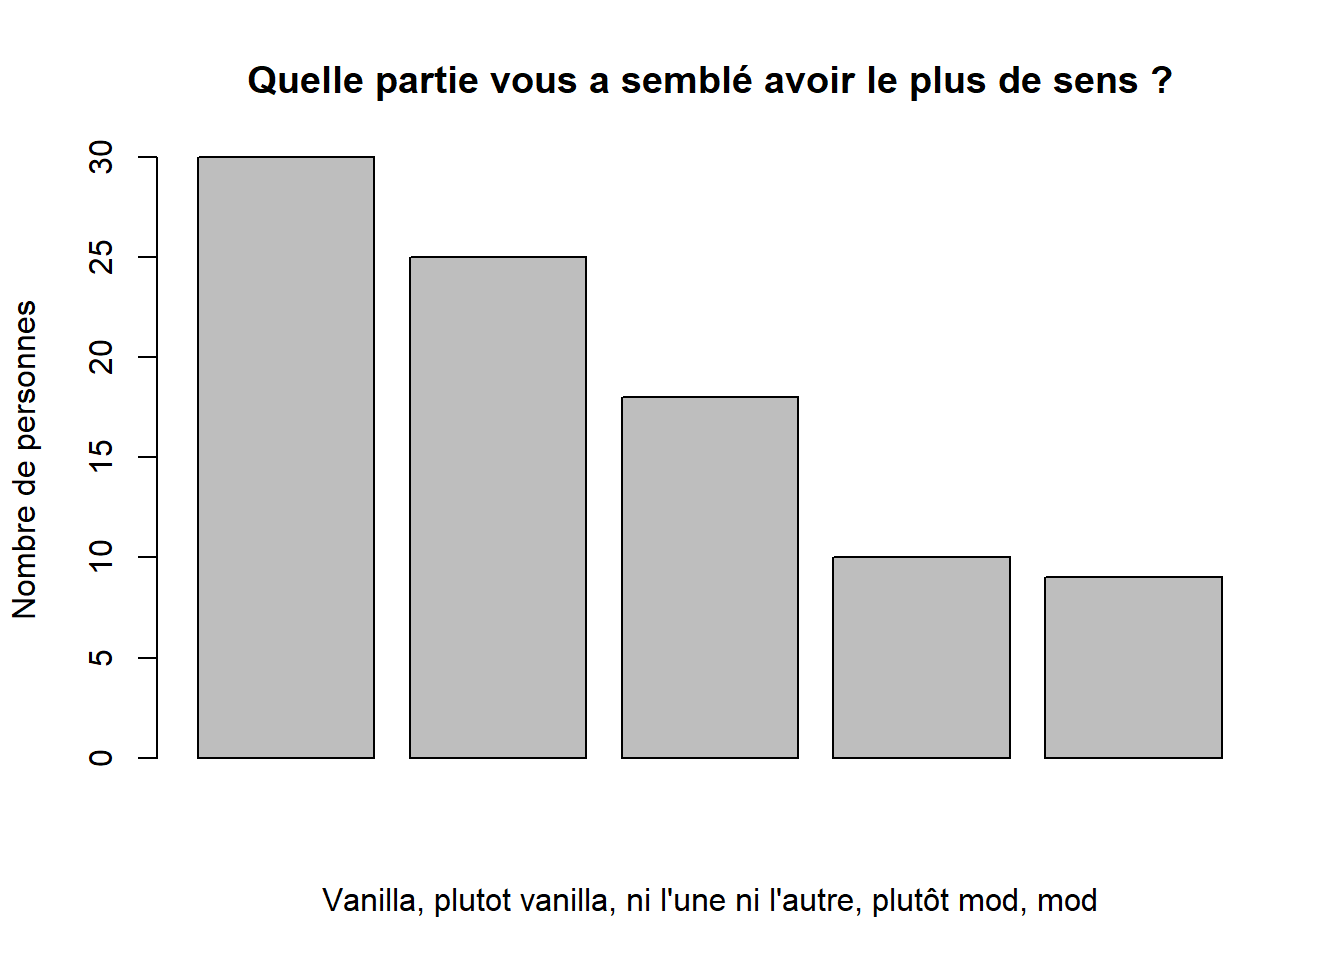 Quelle partie vous a semblé avoir le plus de sens ?
Nombre de personnes
30
25
20
15
10
5
0
Vanilla, plutot vanilla, ni l'une ni l'autre, plutôt mod, mod